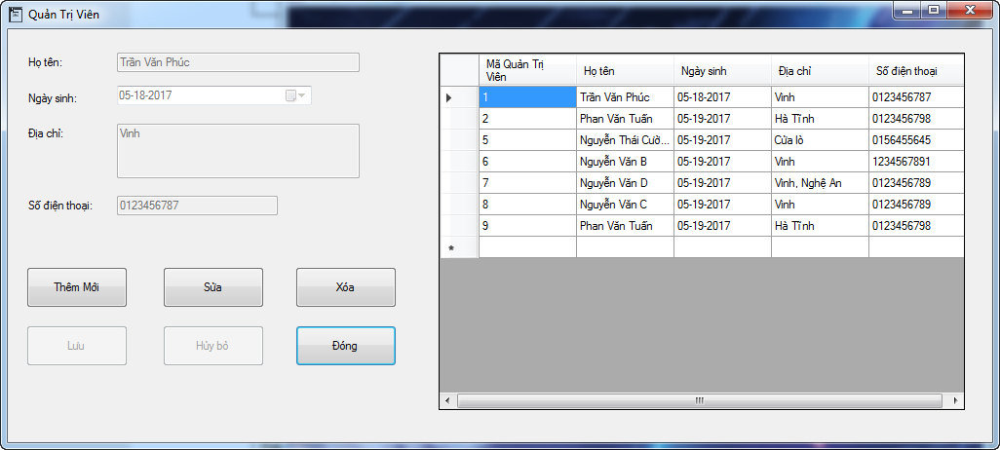 Quản Trị Viên
Họ tên: Trần Văn Phúc
Ngày sinh: 05-18-2017
Địa chỉ: Vinh
Số điện thoại: 0123456787
Thêm Mới Sửa Xóa
Lưu Hủy bỏ Đóng
Mã Quản Trị
Viên Họ tên Ngày sinh Địa chỉ Số điện thoại
1 Trần Văn Phúc 05-18-2017 Vinh 0123456787
2 Phan Văn Tuấn 05-19-2017 Hà Tĩnh 0123456798
5 Nguyễn Thái Cườ... 05-19-2017 Cửa lò 0156455645
6 Nguyễn Văn B 05-19-2017 Vinh 1234567891
7 Nguyễn Văn D 05-19-2017 Vinh, Nghệ An 0123456789
8 Nguyễn Văn C 05-19-2017 Vinh 0123456789
9 Phan Văn Tuấn 05-19-2017 Hà Tĩnh 0123456798